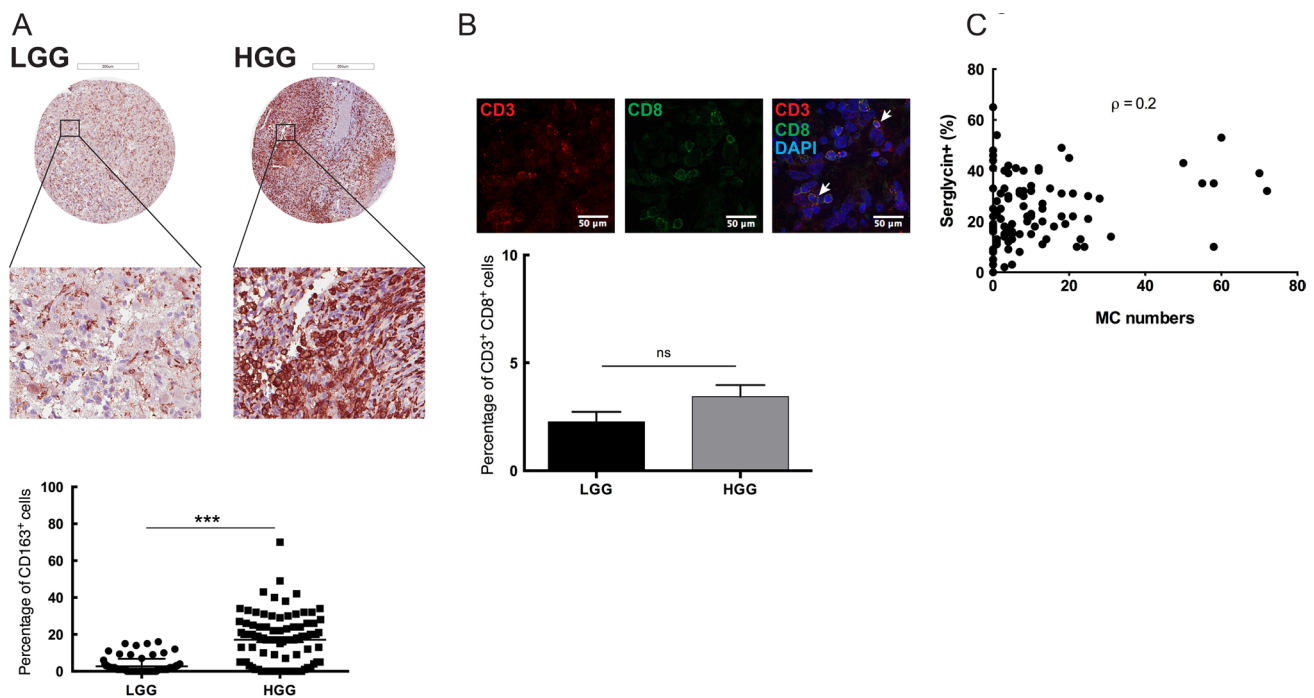 A
LGG
HGG
200um
200um
Percentage of CD163⁺ cells
100
80
60
40
20
0
***
LGG
HGG
B
CD3
50 μm
CD8
50 μm
CD3
CD8
DAPI
50 μm
Percentage of CD3⁺ CD8⁺ cells
10
5
0
ns
LGG
HGG
C
Serglycin+ (%)
80
60
40
20
0
ρ = 0.2
0
20
40
60
80
MC numbers